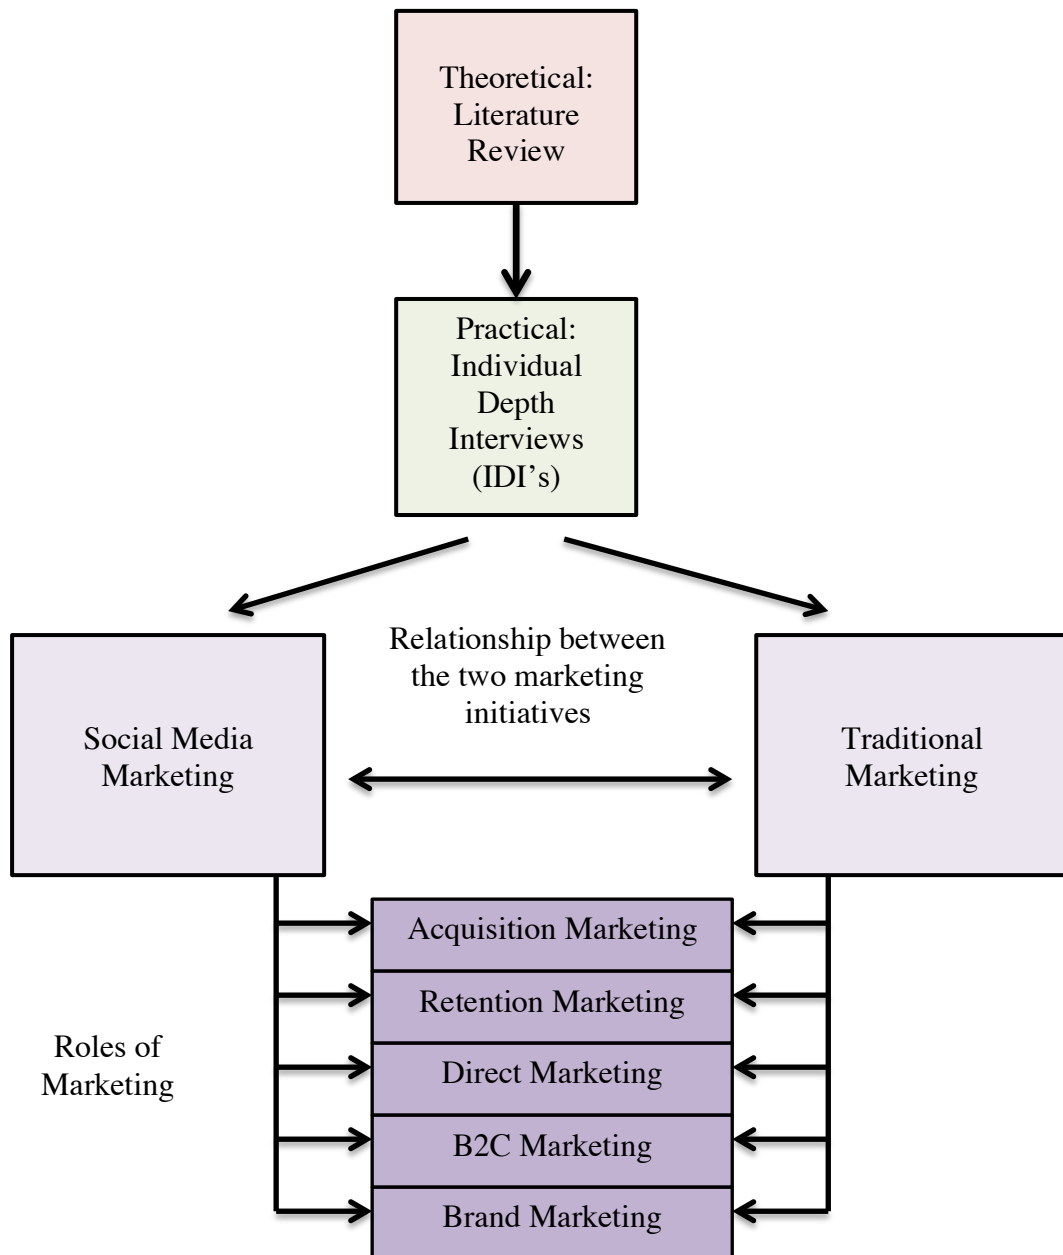 Theoretical:
Literature
Review
Practical:
Individual
Depth
Interviews
(IDI's)
Relationship between
the two marketing
initiatives
Social Media
Marketing
Traditional
Marketing
Acquisition Marketing
Retention Marketing
Roles of
Marketing
Direct Marketing
B2C Marketing
Brand Marketing